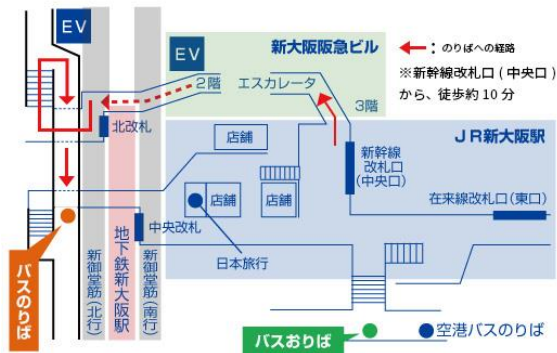 EV
EV
新大阪阪急ビル
2階
エスカレータ
3階
：のりばへの経路
※新幹線改札口(中央口)
から、徒歩約10分
北改札
店舗
JR新大阪駅
新幹線
改札口
(中央口)
店舗
店舗
在来線改札口(東口)
中央改札
日本旅行
バスのりば
新御堂筋(北行)
地下鉄新大阪駅
新御堂筋(南行)
バスおりば
空港バスのりば